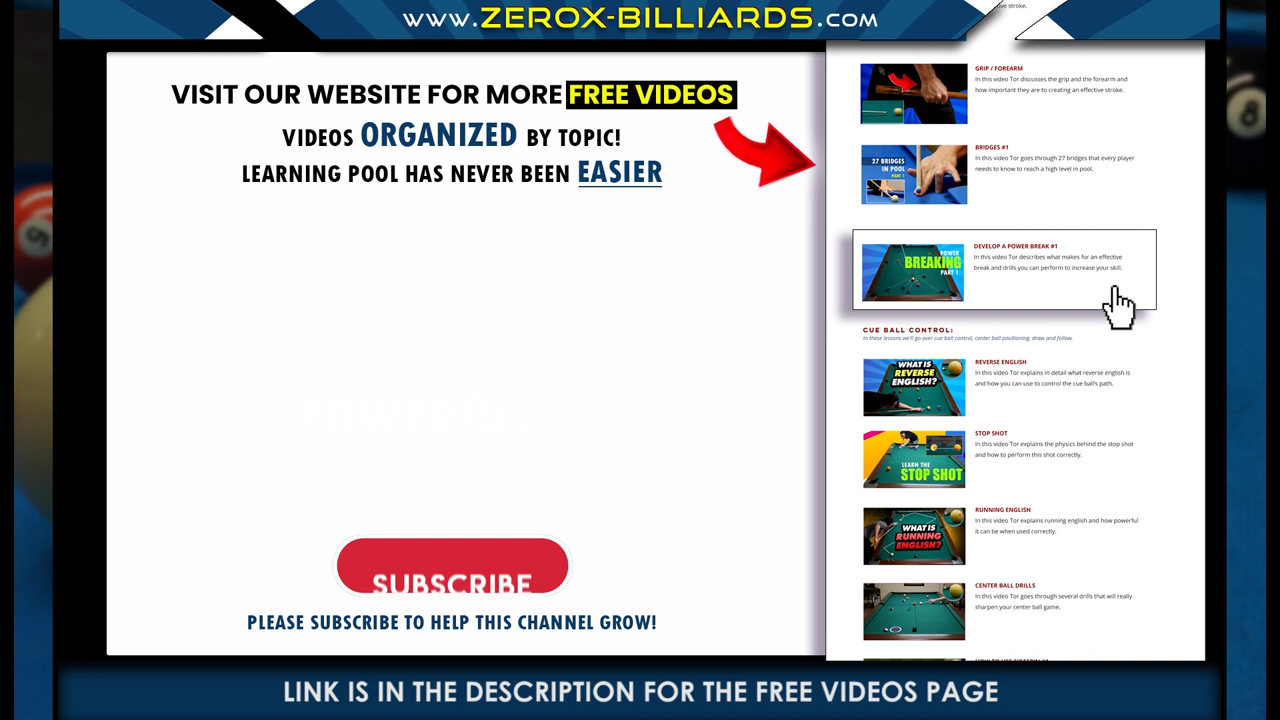 WWW.ZEROX-BILLIARDS.COM
VISIT OUR WEBSITE FOR MORE FREE VIDEOS
VIDEOS ORGANIZED BY TOPIC!
LEARNING POOL HAS NEVER BEEN EASIER
SUBSCRIBE
PLEASE SUBSCRIBE TO HELP THIS CHANNEL GROW!
stroke.
GRIP / FOREARM
In this video Tor discusses the grip and the forearm and
how important they are to creating an effective stroke.
27 BRIDGES
IN POOL
PART 1
BRIDGES #1
In this video Tor goes through 27 bridges that every player
needs to know to reach a high level in pool.
POWER
BREAKING
PART 1
DEVELOP A POWER BREAK #1
In this video Tor describes what makes for an effective
break and drills you can perform to increase your skill.
CUE BALL CONTROL:
In these lessons we'll go over cue ball control, center ball positioning, draw and follow.
WHAT IS
REVERSE
ENGLISH?
REVERSE ENGLISH
In this video Tor explains in detail what reverse english is
and how you can use to control the cue ball's path.
LEARN THE
STOP SHOT
STOP SHOT
In this video Tor explains the physics behind the stop shot
and how to perform this shot correctly.
WHAT IS
RUNNING
ENGLISH?
RUNNING ENGLISH
In this video Tor explains running english and how powerful
it can be when used correctly.
CENTER BALL DRILLS
In this video Tor goes through several drills that will really
sharpen your center ball game.
LINK IS IN THE DESCRIPTION FOR THE FREE VIDEOS PAGE